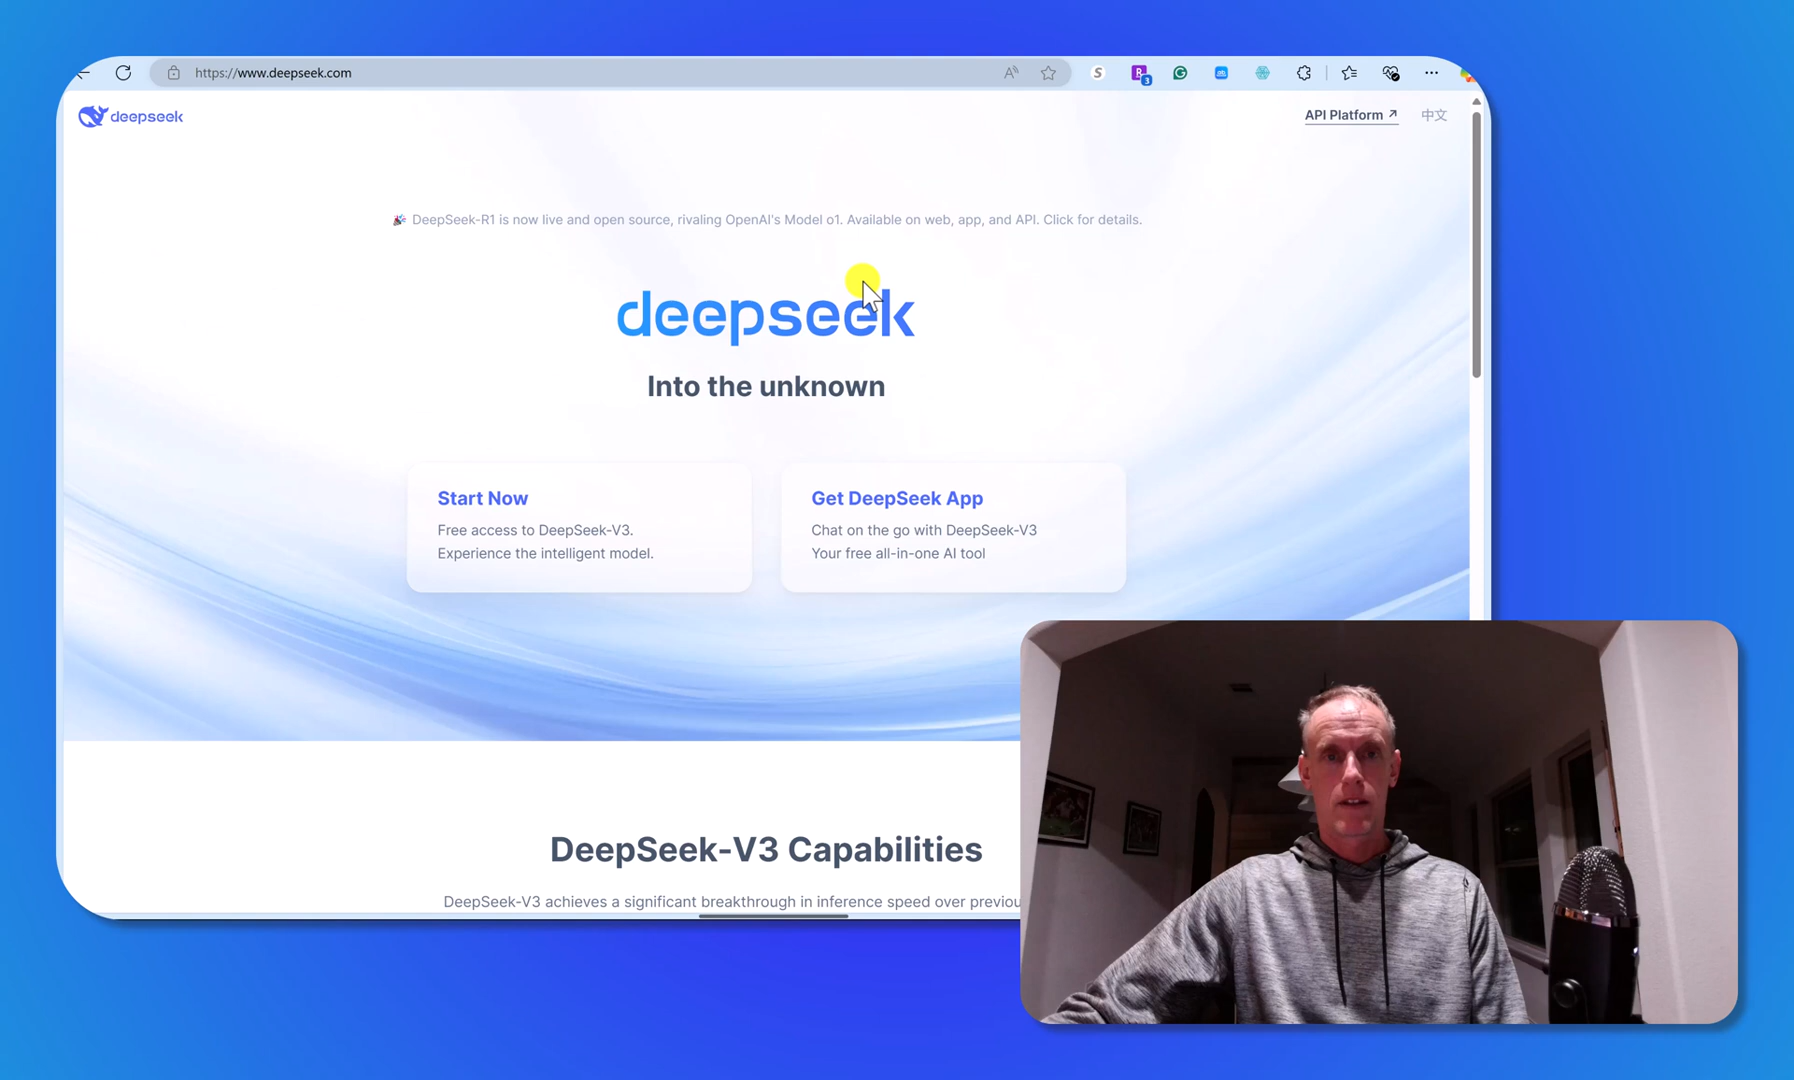 https://www.deepseek.com
deepseek
API Platform
中文
DeepSeek-R1 is now live and open source, rivaling OpenAI's Model o1. Available on web, app, and API. Click for details.
deepseek
Into the unknown
Start Now
Free access to DeepSeek-V3.
Experience the intelligent model.
Get DeepSeek App
Chat on the go with DeepSeek-V3
Your free all-in-one AI tool
DeepSeek-V3 Capabilities
DeepSeek-V3 achieves a significant breakthrough in inference speed over previou